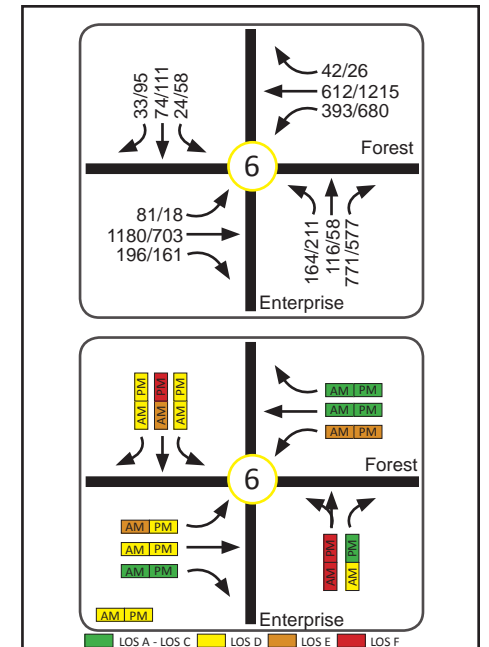 33/95
74/111
24/58
42/26
612/1215
393/680
Forest
6
81/18
1180/703
196/161
164/211
116/58
771/577
Enterprise
AM PM
AM PM
AM PM
AM PM
AM PM
AM PM
Forest
6
AM PM
AM PM
AM PM
AM PM
AM PM
AM PM
Enterprise
LOS A - LOS C LOS D LOS E LOS F